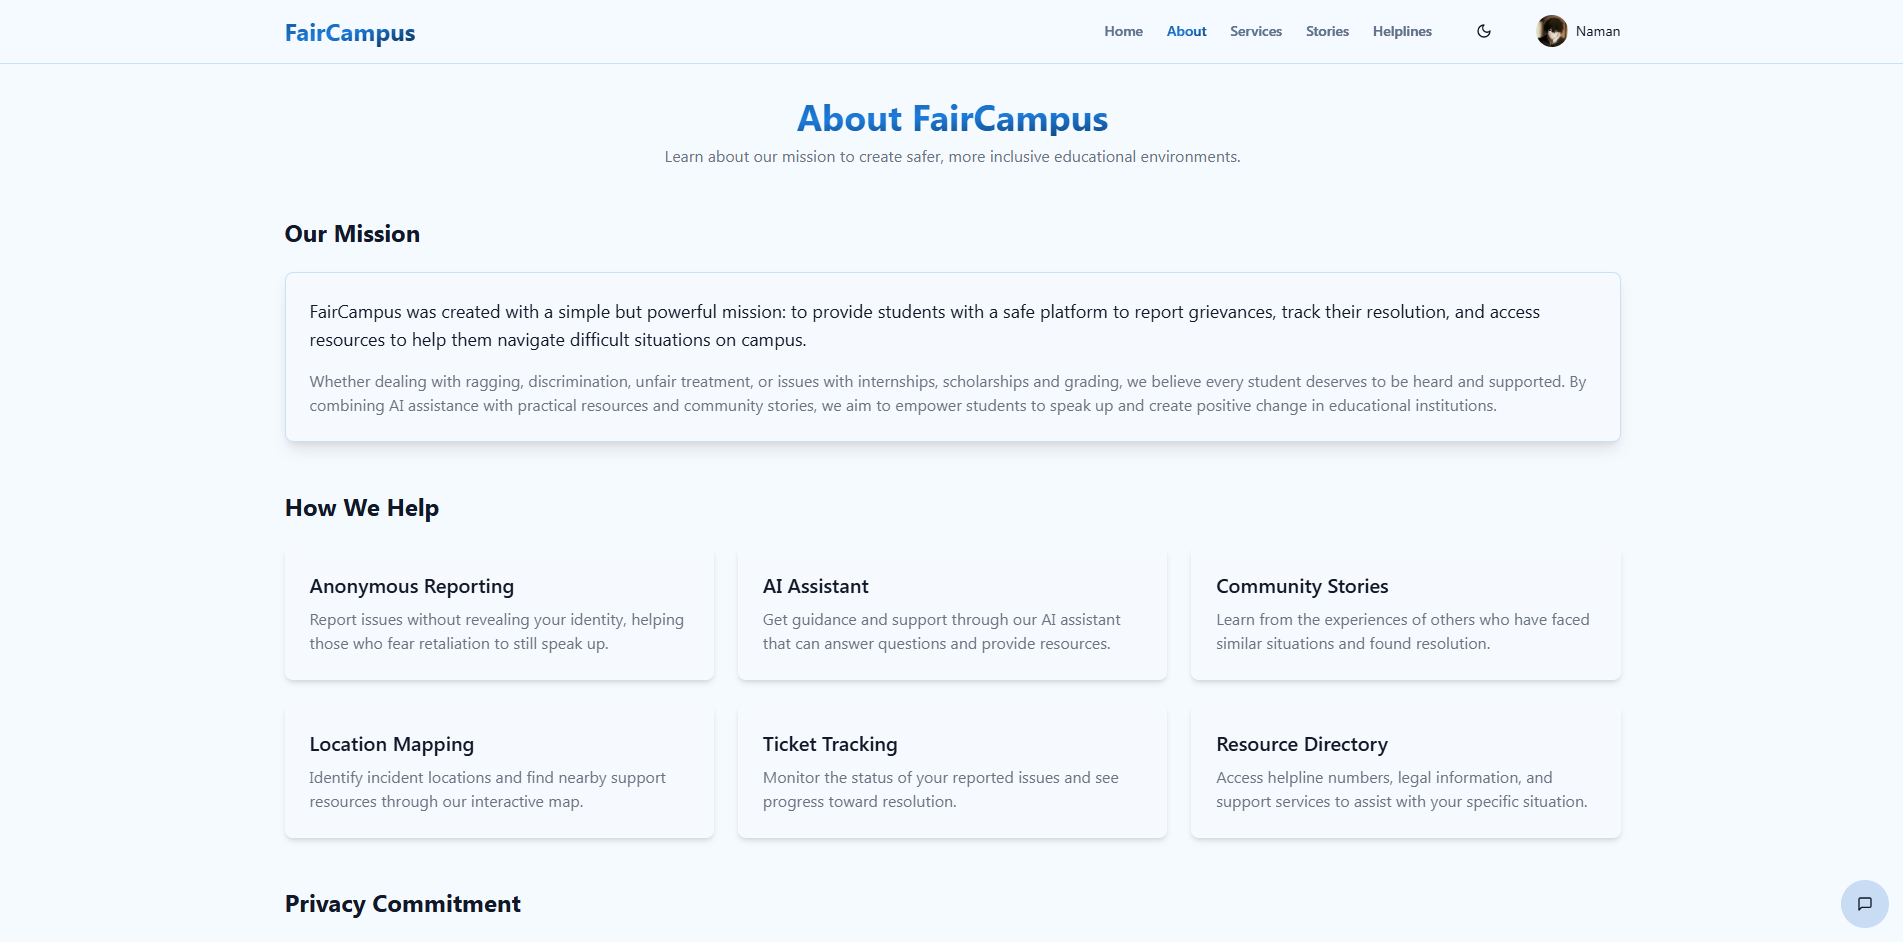 FairCampus
Home About Services Stories Helplines Naman
About FairCampus
Learn about our mission to create safer, more inclusive educational environments.
Our Mission
FairCampus was created with a simple but powerful mission: to provide students with a safe platform to report grievances, track their resolution, and access
resources to help them navigate difficult situations on campus.
Whether dealing with ragging, discrimination, unfair treatment, or issues with internships, scholarships and grading, we believe every student deserves to be heard and supported. By
combining AI assistance with practical resources and community stories, we aim to empower students to speak up and create positive change in educational institutions.
How We Help
Anonymous Reporting
Report issues without revealing your identity, helping
those who fear retaliation to still speak up.
AI Assistant
Get guidance and support through our AI assistant
that can answer questions and provide resources.
Community Stories
Learn from the experiences of others who have faced
similar situations and found resolution.
Location Mapping
Identify incident locations and find nearby support
resources through our interactive map.
Ticket Tracking
Monitor the status of your reported issues and see
progress toward resolution.
Resource Directory
Access helpline numbers, legal information, and
support services to assist with your specific situation.
Privacy Commitment